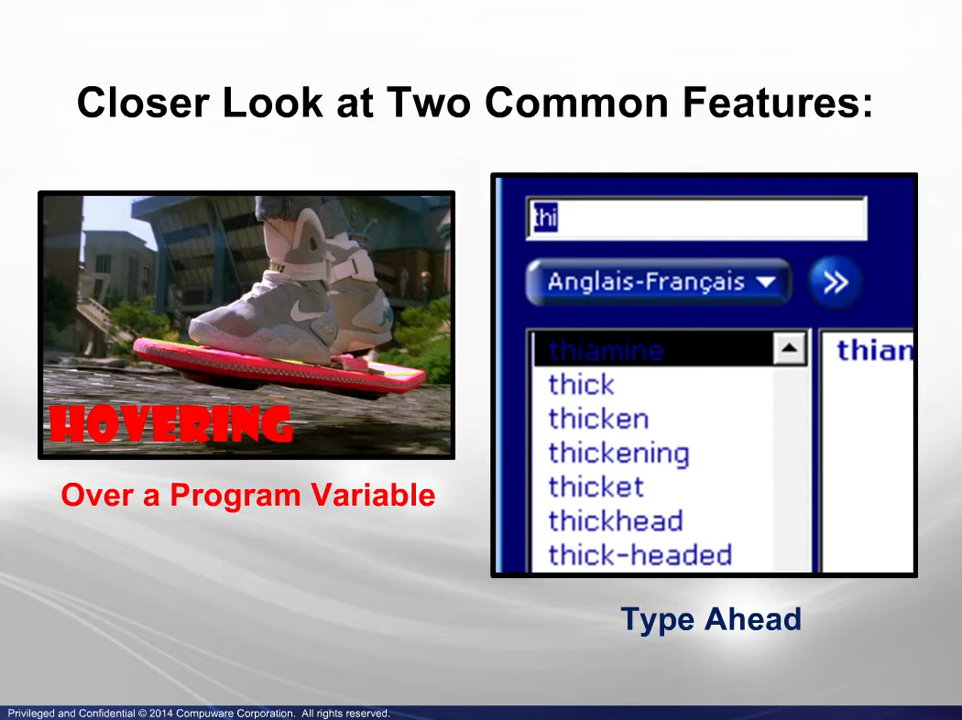 Closer Look at Two Common Features:
HOVERING
Over a Program Variable
thi
Anglais-Français
thiamine
thick
thicken
thickening
thicket
thickhead
thick-headed
thian
Type Ahead
Privileged and Confidential © 2014 Compuware Corporation. All rights reserved.